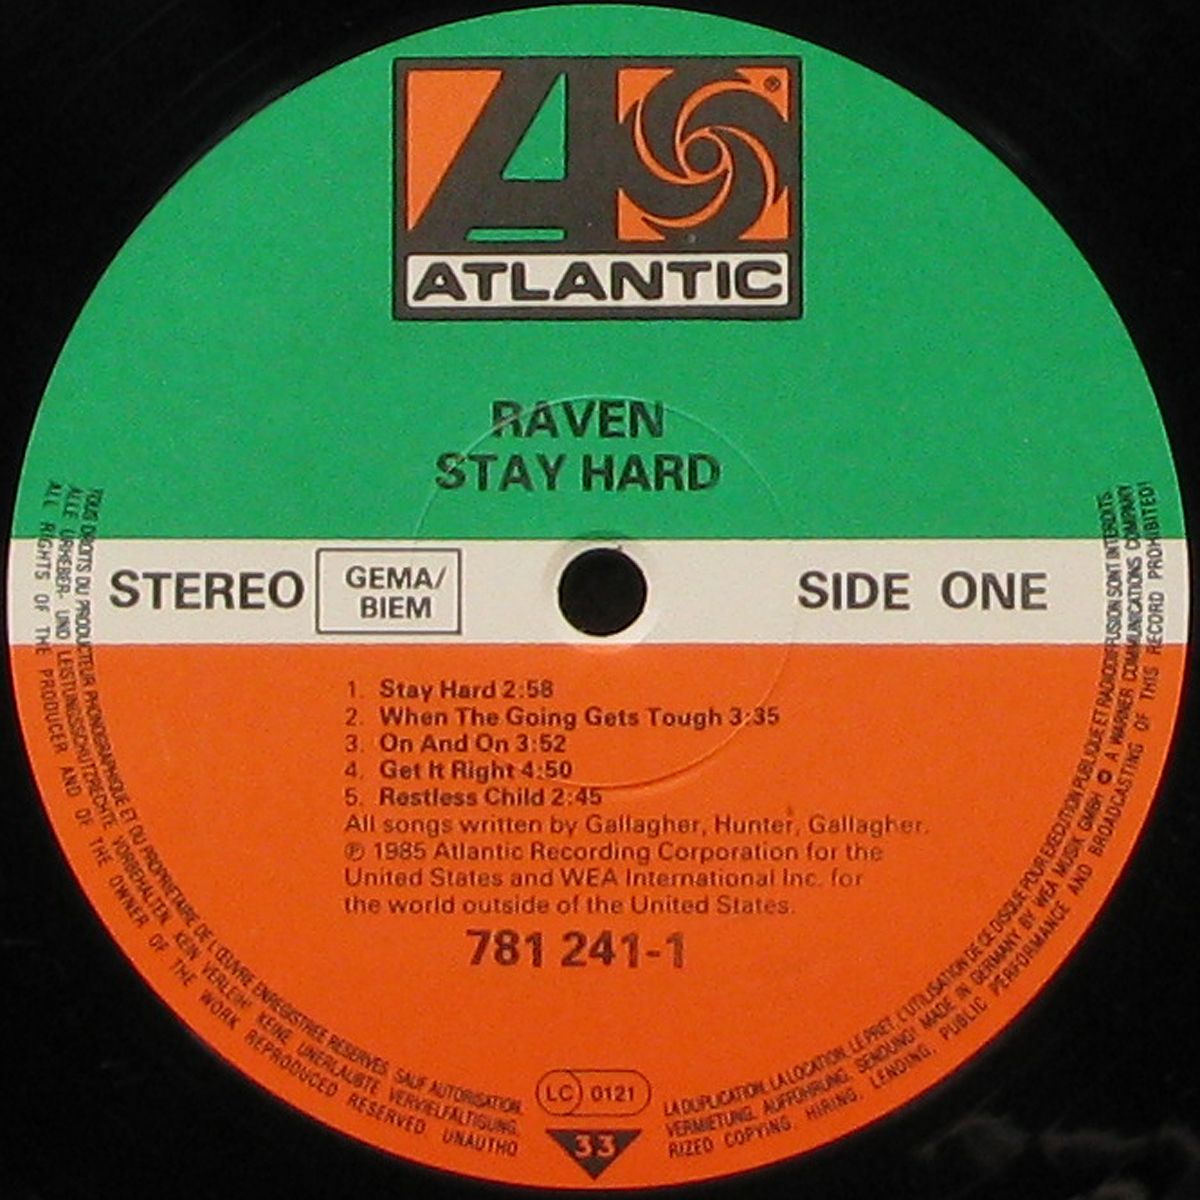 ATLANTIC
®
RAVEN
STAY HARD
STEREO
GEMA/
BIEM
SIDE ONE
1. Stay Hard 2:58
2. When The Going Gets Tough 3:35
3. On And On 3:52
4. Get It Right 4:50
5. Restless Child 2:45
All songs written by Gallagher, Hunter, Gallagher.
℗ 1985 Atlantic Recording Corporation for the
United States and WEA International Inc. for
the world outside of the United States.
781 241-1
LC 0121
33
TOUS DROITS DU PRODUCTEUR PHONOGRAPHIQUE ET DU PROPRIETAIRE DE L'ŒUVRE ENREGISTREE RESERVES. SAUF AUTORISATION, LA DUPLICATION, LA LOCATION, LE PRET, L'UTILISATION DE CE DISQUE POUR EXECUTION PUBLIQUE ET RADIODIFFUSION SONT INTERDITS.
ALLE URHEBER- UND LEISTUNGSSCHUTZRECHTE VORBEHALTEN. KEIN VERLEIH! KEINE UNERLAUBTE VERVIELFÄLTIGUNG, VERMIETUNG, AUFFÜHRUNG, SENDUNG! MADE IN GERMANY BY WEA MUSIK GMBH A WARNER COMMUNICATIONS COMPANY
ALL RIGHTS OF THE PRODUCER AND OF THE OWNER OF THE WORK REPRODUCED RESERVED UNAUTHORIZED COPYING, HIRING, LENDING, PUBLIC PERFORMANCE AND BROADCASTING OF THIS RECORD PROHIBITED!